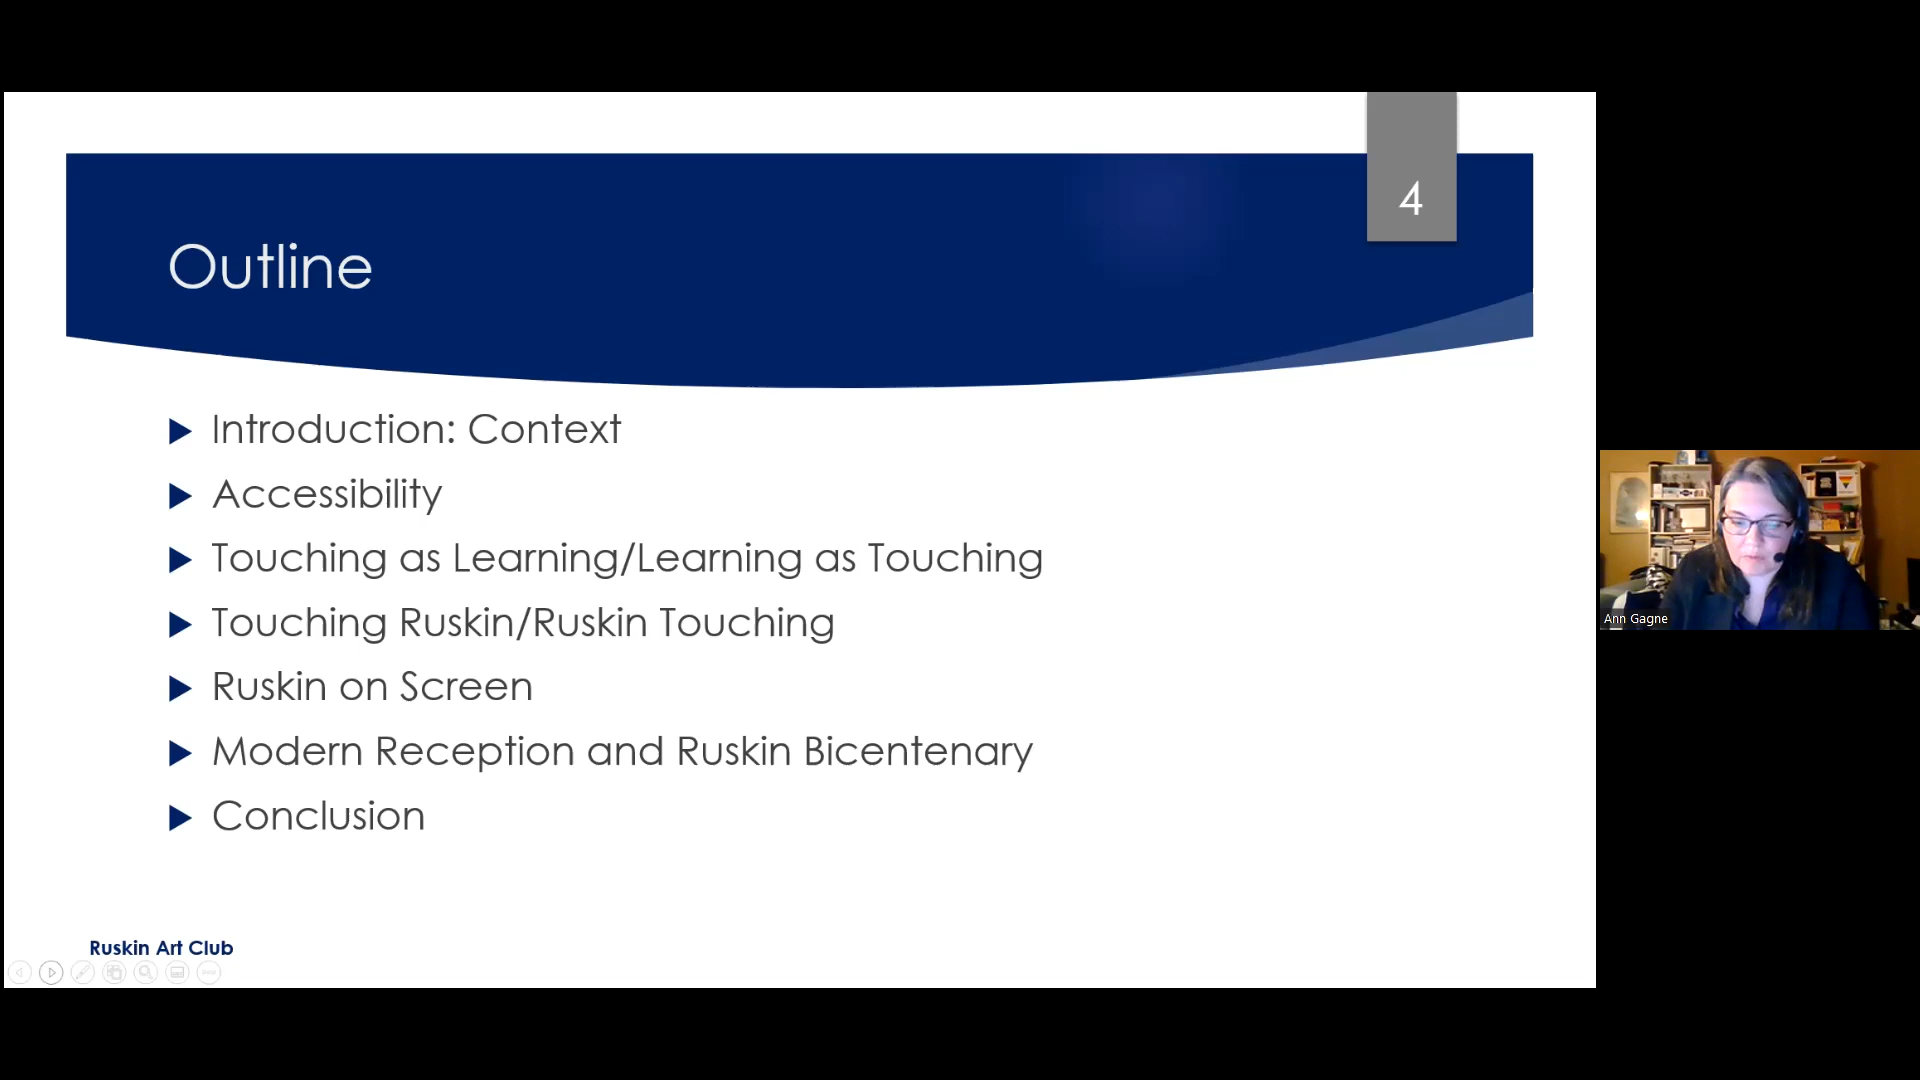 4
Outline
Introduction: Context
Accessibility
Touching as Learning/Learning as Touching
Touching Ruskin/Ruskin Touching
Ruskin on Screen
Modern Reception and Ruskin Bicentenary
Conclusion
Ruskin Art Club
Ann Gagne